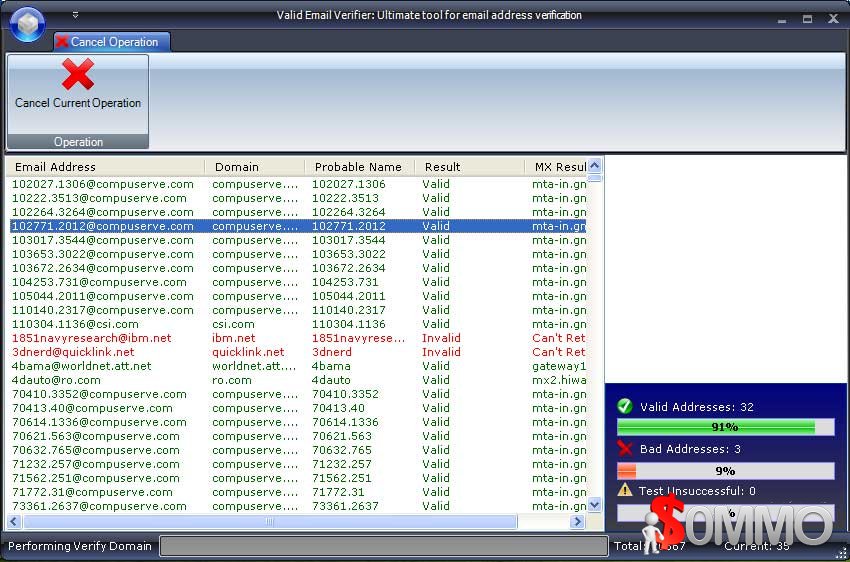 Valid Email Verifier: Ultimate tool for email address verification
Cancel Operation
Cancel Current Operation
Operation
Email Address Domain Probable Name Result MX Resul
102027.1306@compuserve.com compuserve.... 102027.1306 Valid mta-in.gn
10222.3513@compuserve.com compuserve.... 10222.3513 Valid mta-in.gn
102264.3264@compuserve.com compuserve.... 102264.3264 Valid mta-in.gn
102771.2012@compuserve.com compuserve.... 102771.2012 Valid mta-in.gn
103017.3544@compuserve.com compuserve.... 103017.3544 Valid mta-in.gn
103653.3022@compuserve.com compuserve.... 103653.3022 Valid mta-in.gn
103672.2634@compuserve.com compuserve.... 103672.2634 Valid mta-in.gn
104253.731@compuserve.com compuserve.... 104253.731 Valid mta-in.gn
105044.2011@compuserve.com compuserve.... 105044.2011 Valid mta-in.gn
110140.2317@compuserve.com compuserve.... 110140.2317 Valid mta-in.gn
110304.1136@csi.com csi.com 110304.1136 Valid mta-in.gn
1851navyresearch@ibm.net ibm.net 1851navyrese... Invalid Can't Ret
3dnerd@quicklink.net quicklink.net 3dnerd Invalid Can't Ret
4bama@worldnet.att.net worldnet.att.... 4bama Valid gateway1
4dauto@ro.com ro.com 4dauto Valid mx2.hiwa
70410.3352@compuserve.com compuserve.... 70410.3352 Valid mta-in.gn
70413.40@compuserve.com compuserve.... 70413.40 Valid mta-in.gn
70614.1336@compuserve.com compuserve.... 70614.1336 Valid mta-in.gn
70621.563@compuserve.com compuserve.... 70621.563 Valid mta-in.gn
70632.765@compuserve.com compuserve.... 70632.765 Valid mta-in.gn
71232.257@compuserve.com compuserve.... 71232.257 Valid mta-in.gn
71562.251@compuserve.com compuserve.... 71562.251 Valid mta-in.gn
71772.31@compuserve.com compuserve.... 71772.31 Valid mta-in.gn
73361.2637@compuserve.com compuserve.... 73361.2637 Valid mta-in.gn
Valid Addresses: 32
91%
Bad Addresses: 3
9%
Test Unsuccessful: 0
%
$OMMO
Performing Verify Domain Total: Current: 35